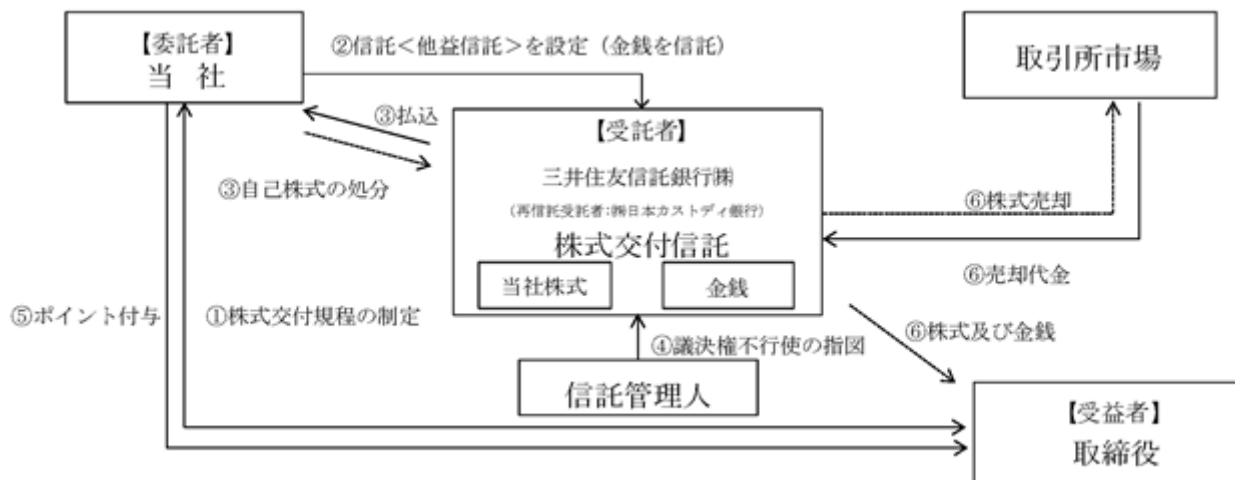 【委託者】
当 社
②信託＜他益信託＞を設定（金銭を信託）
取引所市場
③払込
③自己株式の処分
【受託者】
三井住友信託銀行㈱
（再信託受託者：㈱日本カストディ銀行）
株式交付信託
当社株式
金銭
⑥株式売却
⑥売却代金
⑤ポイント付与
①株式交付規程の制定
④議決権不行使の指図
⑥株式及び金銭
信託管理人
【受益者】
取締役